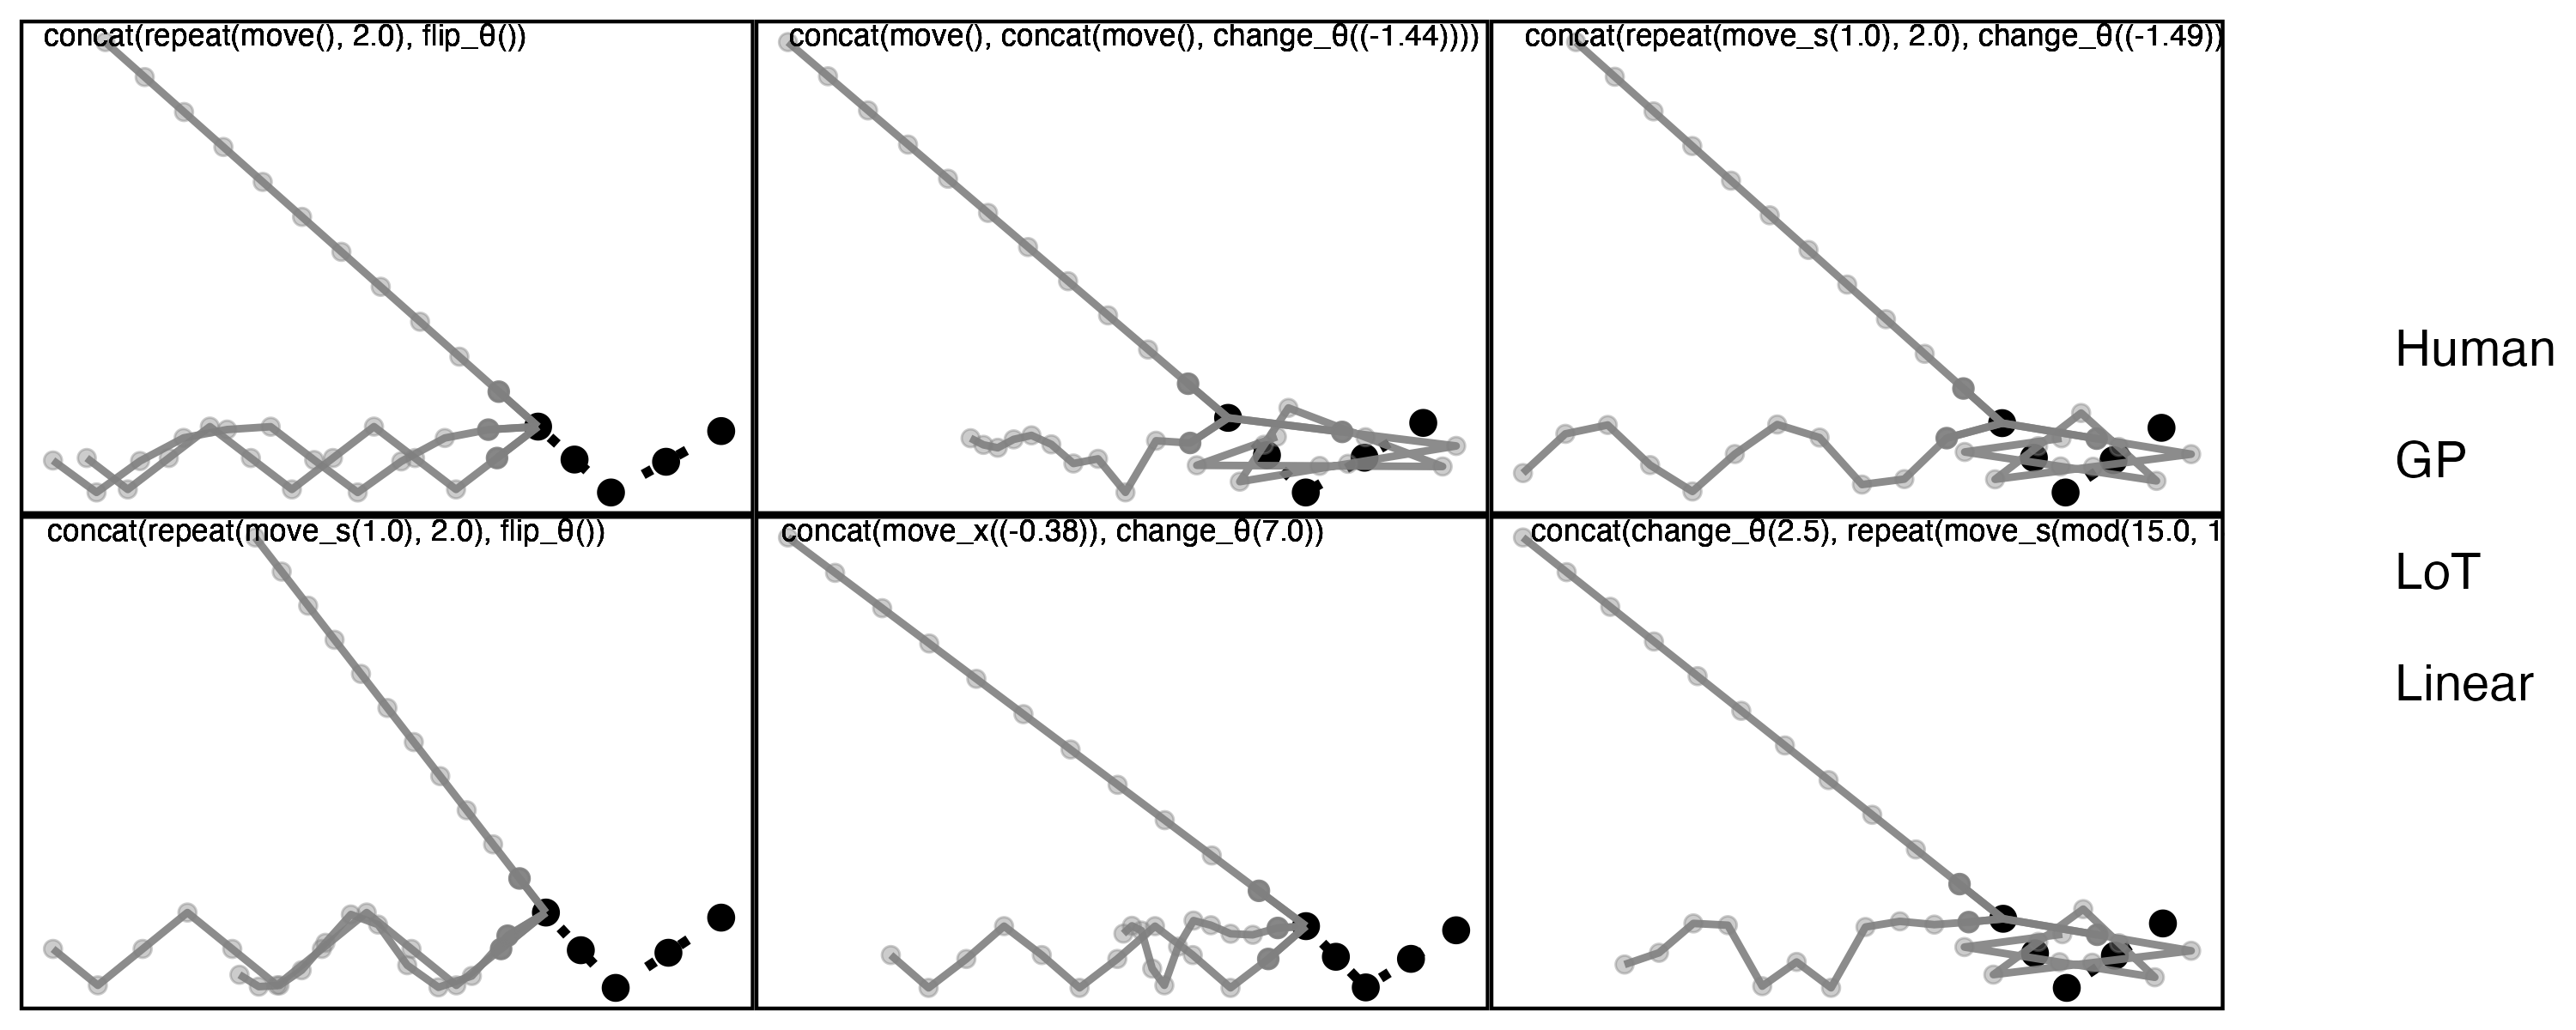 concat(repeat(move(), 2.0), flip_θ())
concat(move(), concat(move(), change_θ((-1.44))))
concat(repeat(move_s(1.0), 2.0), change_θ((-1.49))
concat(repeat(move_s(1.0), 2.0), flip_θ())
concat(move_x((-0.38)), change_θ(7.0))
concat(change_θ(2.5), repeat(move_s(mod(15.0, 1
Human
GP
LoT
Linear